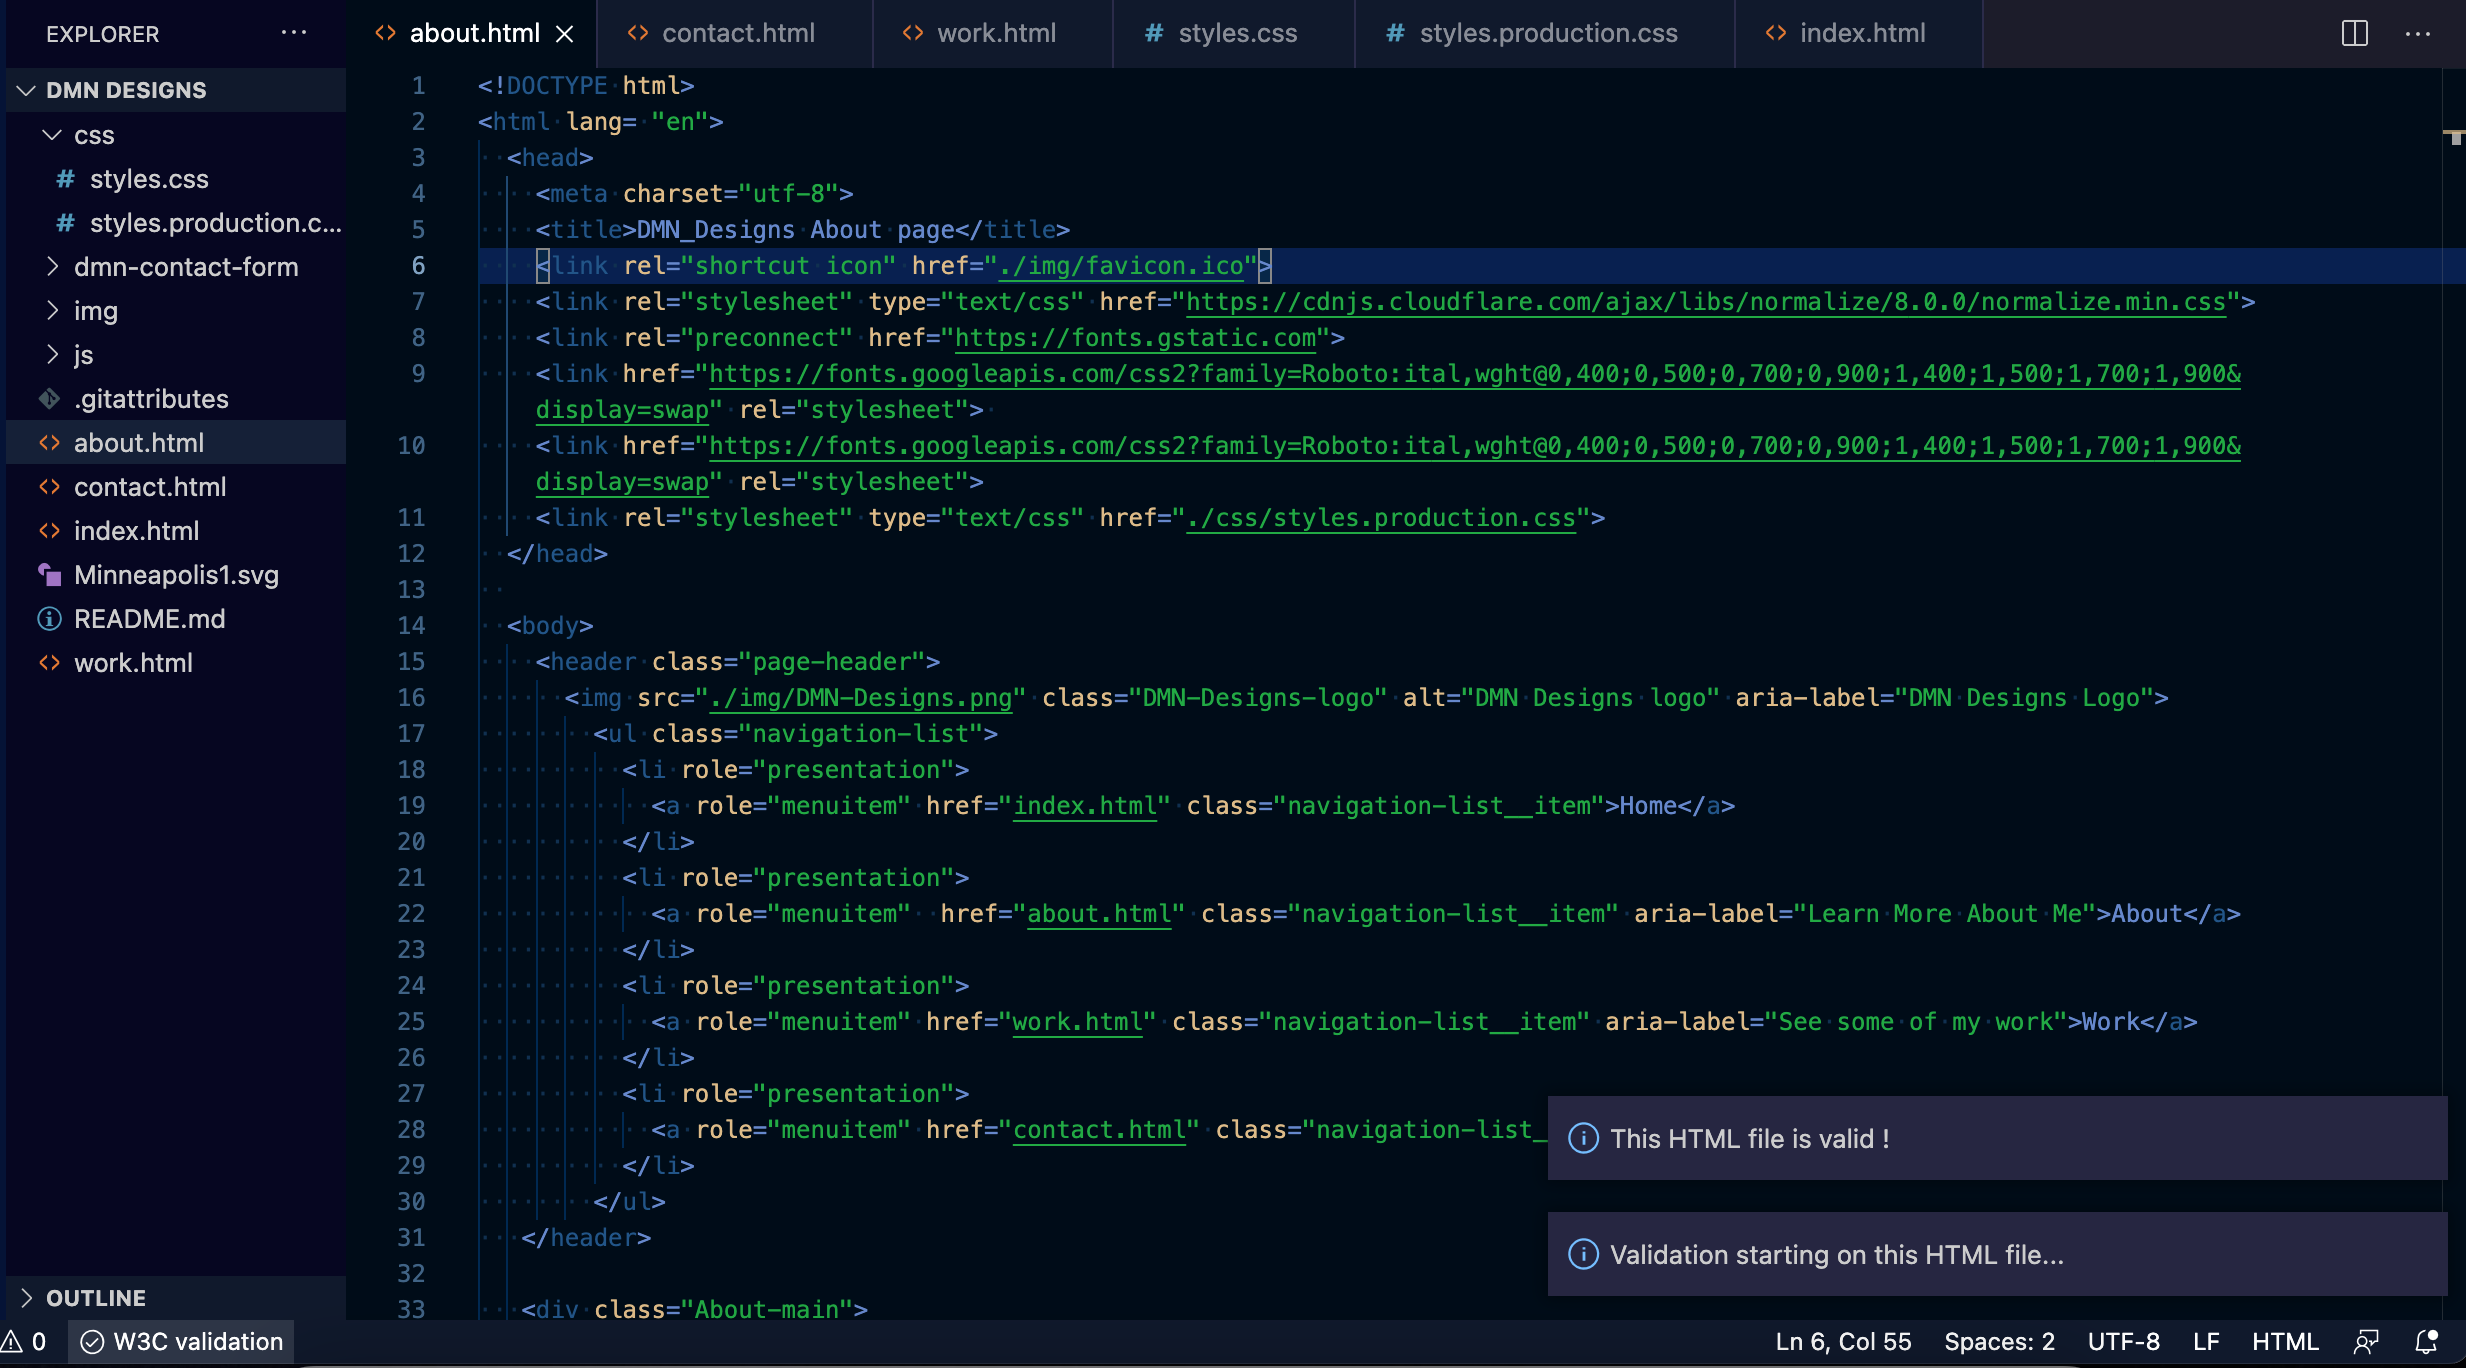 EXPLORER ...
DMN DESIGNS
css
# styles.css
# styles.production.c...
dmn-contact-form
img
js
.gitattributes
<> about.html
<> contact.html
<> index.html
Minneapolis1.svg
README.md
<> work.html
OUTLINE
<> about.html
<> contact.html
<> work.html
# styles.css
# styles.production.css
<> index.html
1 <!DOCTYPE html>
2 <html lang= "en">
3 <head>
4 <meta charset="utf-8">
5 <title>DMN_Designs About page</title>
6 <link rel="shortcut icon" href="./img/favicon.ico">
7 <link rel="stylesheet" type="text/css" href="https://cdnjs.cloudflare.com/ajax/libs/normalize/8.0.0/normalize.min.css">
8 <link rel="preconnect" href="https://fonts.gstatic.com">
9 <link href="https://fonts.googleapis.com/css2?family=Roboto:ital,wght@0,400;0,500;0,700;0,900;1,400;1,500;1,700;1,900&
display=swap" rel="stylesheet">
10 <link href="https://fonts.googleapis.com/css2?family=Roboto:ital,wght@0,400;0,500;0,700;0,900;1,400;1,500;1,700;1,900&
display=swap" rel="stylesheet">
11 <link rel="stylesheet" type="text/css" href="./css/styles.production.css">
12 </head>
13
14 <body>
15 <header class="page-header">
16 <img src="./img/DMN-Designs.png" class="DMN-Designs-logo" alt="DMN Designs logo" aria-label="DMN Designs Logo">
17 <ul class="navigation-list">
18 <li role="presentation">
19 <a role="menuitem" href="index.html" class="navigation-list__item">Home</a>
20 </li>
21 <li role="presentation">
22 <a role="menuitem"  href="about.html" class="navigation-list__item" aria-label="Learn More About Me">About</a>
23 </li>
24 <li role="presentation">
25 <a role="menuitem" href="work.html" class="navigation-list__item" aria-label="See some of my work">Work</a>
26 </li>
27 <li role="presentation">
28 <a role="menuitem" href="contact.html" class="navigation-list_
29 </li>
30 </ul>
31 </header>
32
33 <div class="About-main">
This HTML file is valid !
Validation starting on this HTML file...
0 W3C validation
Ln 6, Col 55 Spaces: 2 UTF-8 LF HTML